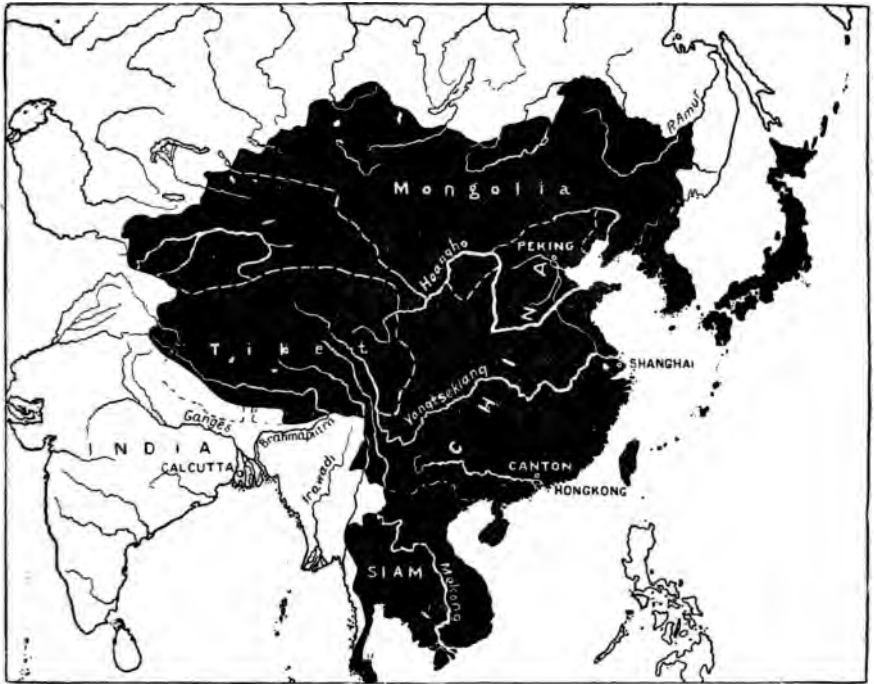 R. Amur
Mongolia
PEKING
Hoangho
CHINA
Tibet
SHANGHAI
Yangtsekiang
Ganges
Brahmaputra
INDIA
CALCUTTA
Irawadi
CANTON
HONGKONG
SIAM
Mekong